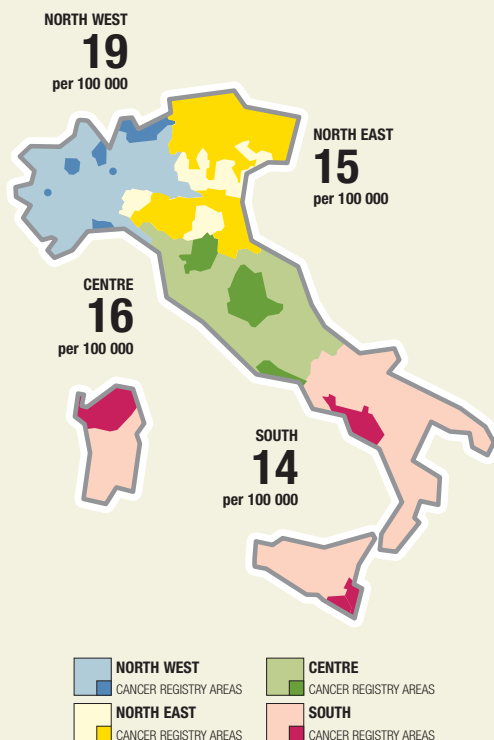 NORTH WEST
19
per 100 000
NORTH EAST
15
per 100 000
CENTRE
16
per 100 000
SOUTH
14
per 100 000
NORTH WEST
CANCER REGISTRY AREAS
CENTRE
CANCER REGISTRY AREAS
NORTH EAST
CANCER REGISTRY AREAS
SOUTH
CANCER REGISTRY AREAS